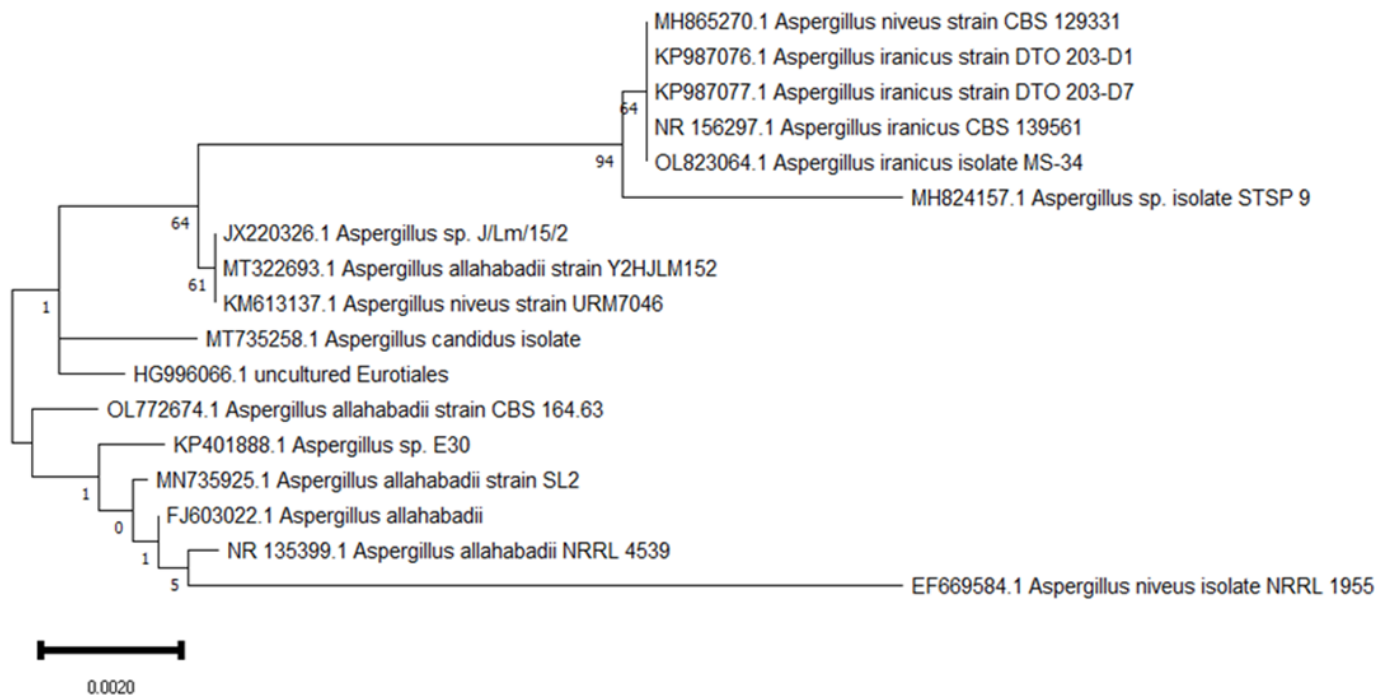 MH865270.1 Aspergillus niveus strain CBS 129331
KP987076.1 Aspergillus iranicus strain DTO 203-D1
KP987077.1 Aspergillus iranicus strain DTO 203-D7
64
NR 156297.1 Aspergillus iranicus CBS 139561
94
OL823064.1 Aspergillus iranicus isolate MS-34
MH824157.1 Aspergillus sp. isolate STSP 9
64
JX220326.1 Aspergillus sp. J/Lm/15/2
MT322693.1 Aspergillus allahabadii strain Y2HJLM152
61
KM613137.1 Aspergillus niveus strain URM7046
1
MT735258.1 Aspergillus candidus isolate
HG996066.1 uncultured Eurotiales
OL772674.1 Aspergillus allahabadii strain CBS 164.63
KP401888.1 Aspergillus sp. E30
MN735925.1 Aspergillus allahabadii strain SL2
1
FJ603022.1 Aspergillus allahabadii
0
NR 135399.1 Aspergillus allahabadii NRRL 4539
1
5
EF669584.1 Aspergillus niveus isolate NRRL 1955
0.0020